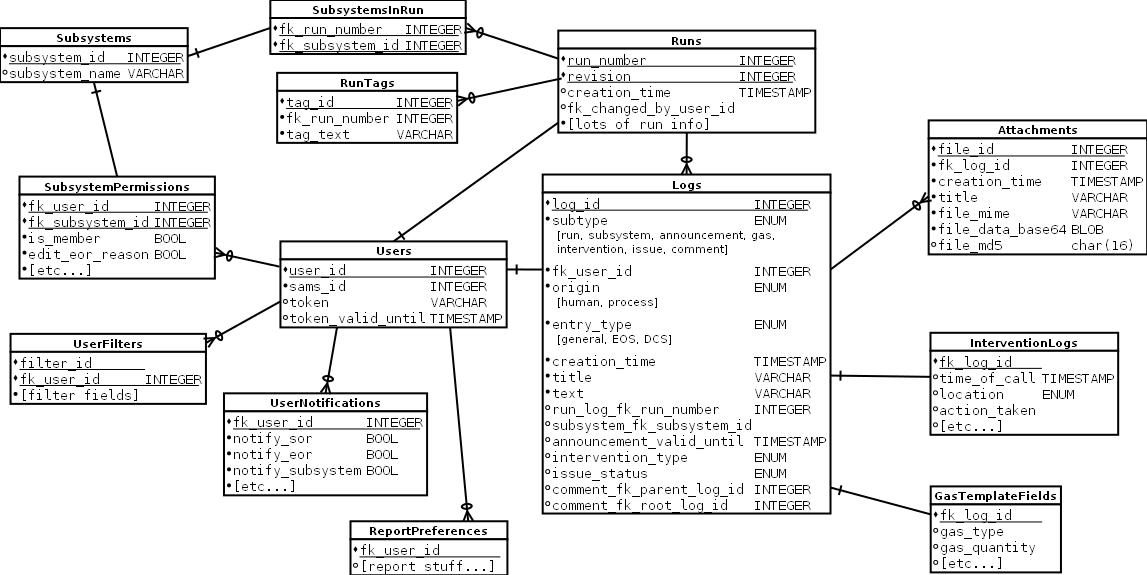 SubsystemsInRun
fk_run_number INTEGER
fk_subsystem_id INTEGER
Subsystems
subsystem_id INTEGER
subsystem_name VARCHAR
Runs
run_number INTEGER
revision INTEGER
creation_time TIMESTAMP
fk_changed_by_user_id
[lots of run info]
RunTags
tag_id INTEGER
fk_run_number INTEGER
tag_text VARCHAR
Attachments
file_id INTEGER
fk_log_id INTEGER
creation_time TIMESTAMP
title VARCHAR
file_mime VARCHAR
file_data_base64 BLOB
file_md5 char(16)
SubsystemPermissions
fk_user_id INTEGER
fk_subsystem_id INTEGER
is_member BOOL
edit_eor_reason BOOL
[etc...]
Logs
log_id INTEGER
subtype ENUM
[run, subsystem, announcement, gas,
intervention, issue, comment]
fk_user_id INTEGER
origin ENUM
[human, process]
entry_type ENUM
[general, EOS, DCS]
creation_time TIMESTAMP
title VARCHAR
text VARCHAR
run_log_fk_run_number INTEGER
subsystem_fk_subsystem_id
announcement_valid_until TIMESTAMP
intervention_type ENUM
issue_status ENUM
comment_fk_parent_log_id INTEGER
comment_fk_root_log_id INTEGER
Users
user_id INTEGER
sams_id INTEGER
token VARCHAR
token_valid_until TIMESTAMP
UserFilters
filter_id
fk_user_id INTEGER
[filter fields]
InterventionLogs
fk_log_id
time_of_call TIMESTAMP
location ENUM
action_taken
[etc...]
UserNotifications
fk_user_id INTEGER
notify_sor BOOL
notify_eor BOOL
notify_subsystem BOOL
[etc...]
GasTemplateFields
fk_log_id
gas_type
gas_quantity
[etc...]
ReportPreferences
fk_user_id
[report stuff...]